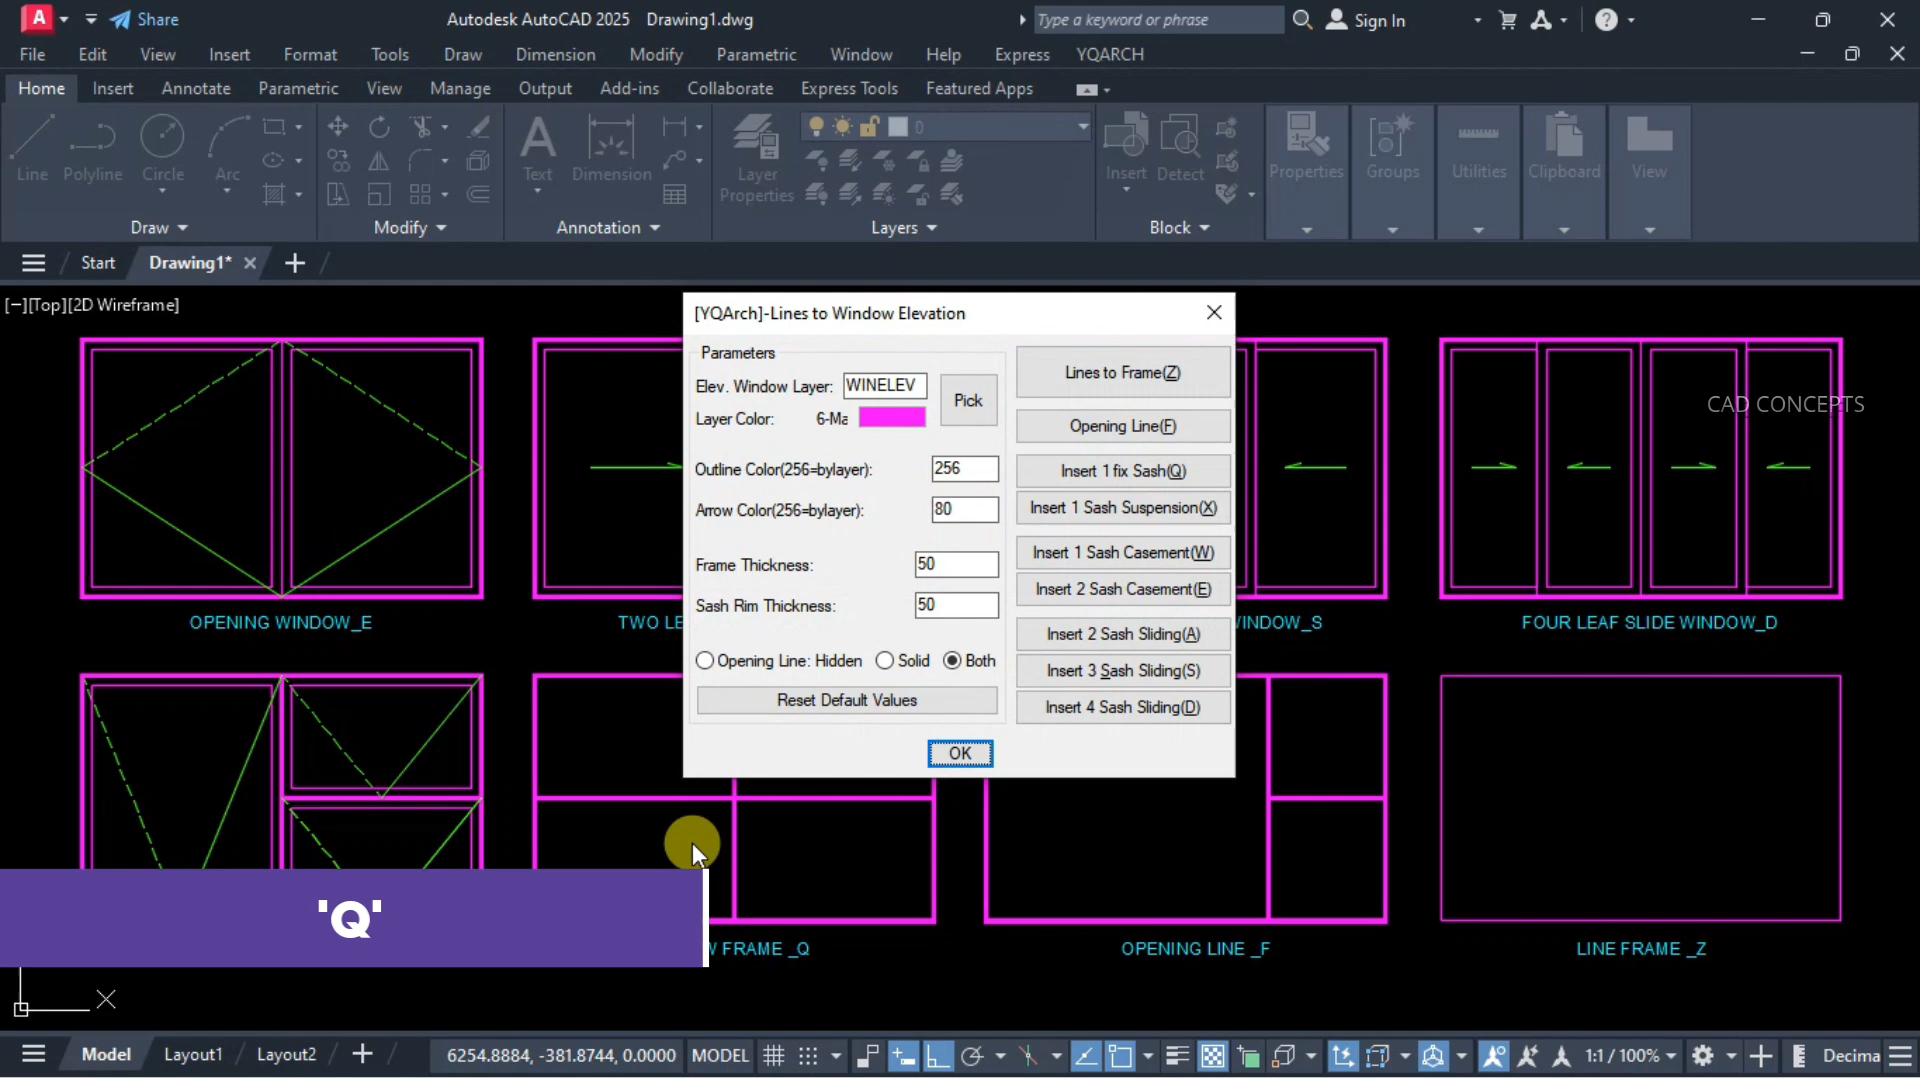 A Share Autodesk AutoCAD 2025 Drawing1.dwg Type a keyword or phrase Sign In
File Edit View Insert Format Tools Draw Dimension Modify Parametric Window Help Express YQARCH
Home Insert Annotate Parametric View Manage Output Add-ins Collaborate Express Tools Featured Apps
0
Line Polyline Circle Arc Text Dimension Layer Properties Insert Detect Properties Groups Utilities Clipboard View
Draw Modify Annotation Layers Block
Start Drawing1*
[−][Top][2D Wireframe]
[YQArch]-Lines to Window Elevation
Parameters
Elev. Window Layer: WINELEV Pick
Layer Color: 6-Ma
Outline Color(256=bylayer): 256
Arrow Color(256=bylayer): 80
Frame Thickness: 50
Sash Rim Thickness: 50
Opening Line: Hidden Solid Both
Reset Default Values
Lines to Frame(Z)
Opening Line(F)
Insert 1 fix Sash(Q)
Insert 1 Sash Suspension(X)
Insert 1 Sash Casement(W)
Insert 2 Sash Casement(E)
Insert 2 Sash Sliding(A)
Insert 3 Sash Sliding(S)
Insert 4 Sash Sliding(D)
OK
CAD CONCEPTS
OPENING WINDOW_E TWO LE INDOW_S FOUR LEAF SLIDE WINDOW_D
'Q'
FRAME _Q OPENING LINE _F LINE FRAME _Z
Model Layout1 Layout2 6254.8884, -381.8744, 0.0000 MODEL 1:1 / 100% Decima